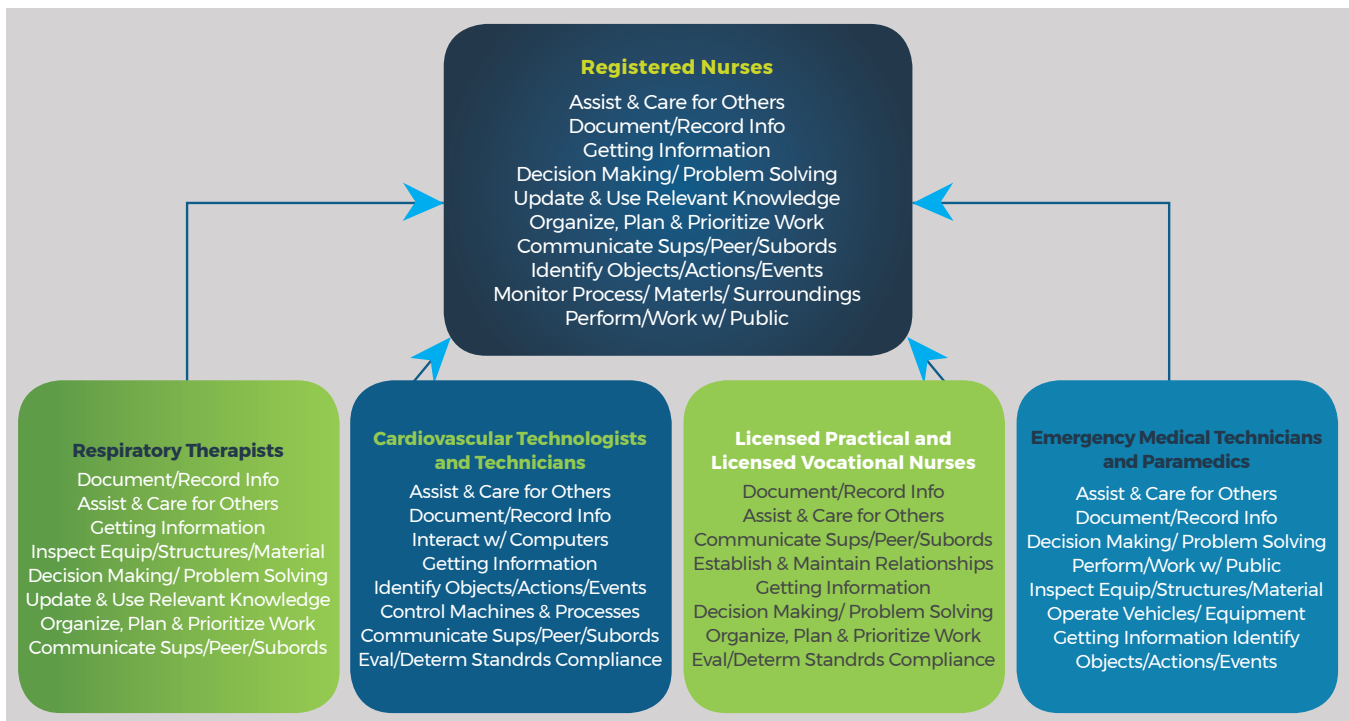 Registered Nurses
Assist & Care for Others
Document/Record Info
Getting Information
Decision Making/ Problem Solving
Update & Use Relevant Knowledge
Organize, Plan & Prioritize Work
Communicate Sups/Peer/Subords
Identify Objects/Actions/Events
Monitor Process/ Materls/ Surroundings
Perform/Work w/ Public
Respiratory Therapists
Document/Record Info
Assist & Care for Others
Getting Information
Inspect Equip/Structures/Material
Decision Making/ Problem Solving
Update & Use Relevant Knowledge
Organize, Plan & Prioritize Work
Communicate Sups/Peer/Subords
Cardiovascular Technologists
and Technicians
Assist & Care for Others
Document/Record Info
Interact w/ Computers
Getting Information
Identify Objects/Actions/Events
Control Machines & Processes
Communicate Sups/Peer/Subords
Eval/Determ Standrds Compliance
Licensed Practical and
Licensed Vocational Nurses
Document/Record Info
Assist & Care for Others
Communicate Sups/Peer/Subords
Establish & Maintain Relationships
Getting Information
Decision Making/ Problem Solving
Organize, Plan & Prioritize Work
Eval/Determ Standrds Compliance
Emergency Medical Technicians
and Paramedics
Assist & Care for Others
Document/Record Info
Decision Making/ Problem Solving
Perform/Work w/ Public
Inspect Equip/Structures/Material
Operate Vehicles/ Equipment
Getting Information Identify
Objects/Actions/Events